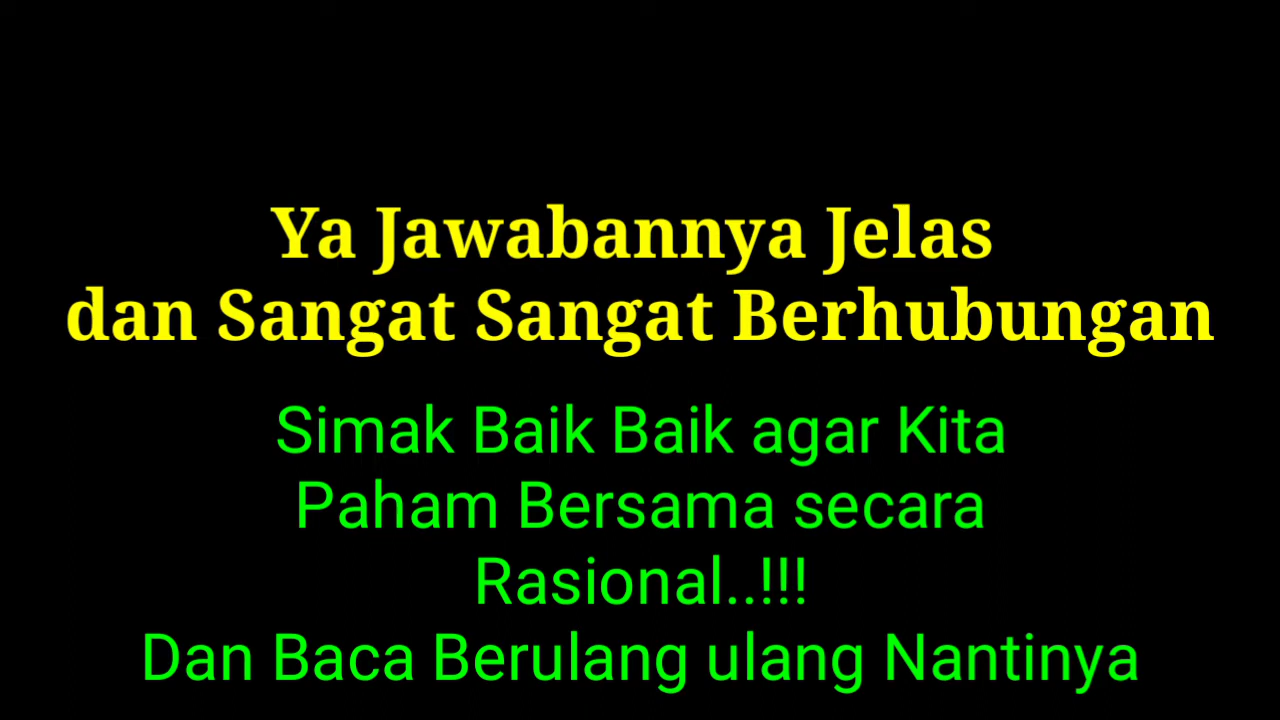 Ya Jawabannya Jelas
dan Sangat Sangat Berhubungan
Simak Baik Baik agar Kita
Paham Bersama secara
Rasional..!!!
Dan Baca Berulang ulang Nantinya